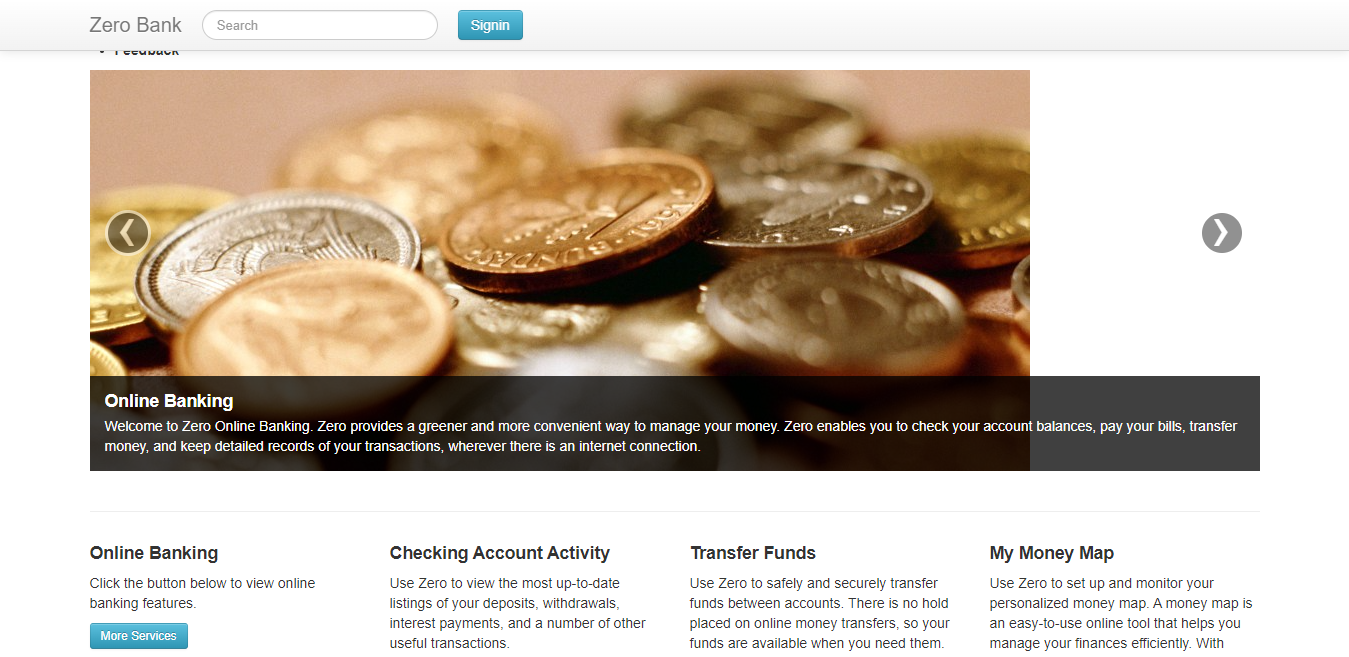 Zero Bank
Search
Signin
Feedback
Online Banking
Welcome to Zero Online Banking. Zero provides a greener and more convenient way to manage your money. Zero enables you to check your account balances, pay your bills, transfer
money, and keep detailed records of your transactions, wherever there is an internet connection.
Online Banking
Click the button below to view online
banking features.
More Services
Checking Account Activity
Use Zero to view the most up-to-date
listings of your deposits, withdrawals,
interest payments, and a number of other
useful transactions.
Transfer Funds
Use Zero to safely and securely transfer
funds between accounts. There is no hold
placed on online money transfers, so your
funds are available when you need them.
My Money Map
Use Zero to set up and monitor your
personalized money map. A money map is
an easy-to-use online tool that helps you
manage your finances efficiently. With